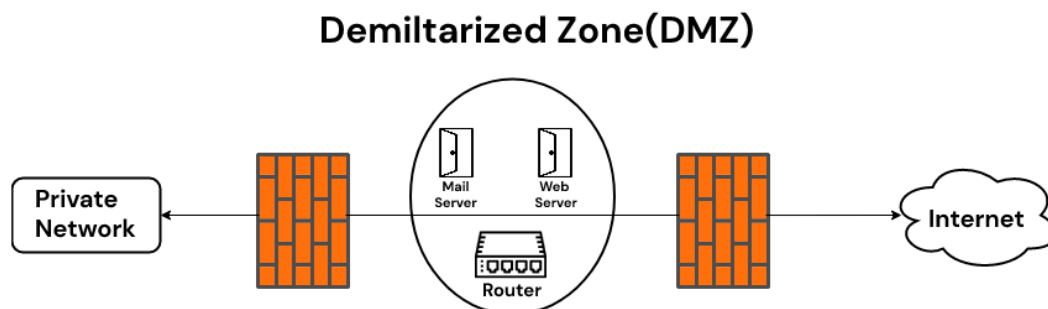 Demiltarized Zone(DMZ)
Mail
Server
Web
Server
Private
Network
Internet
Router